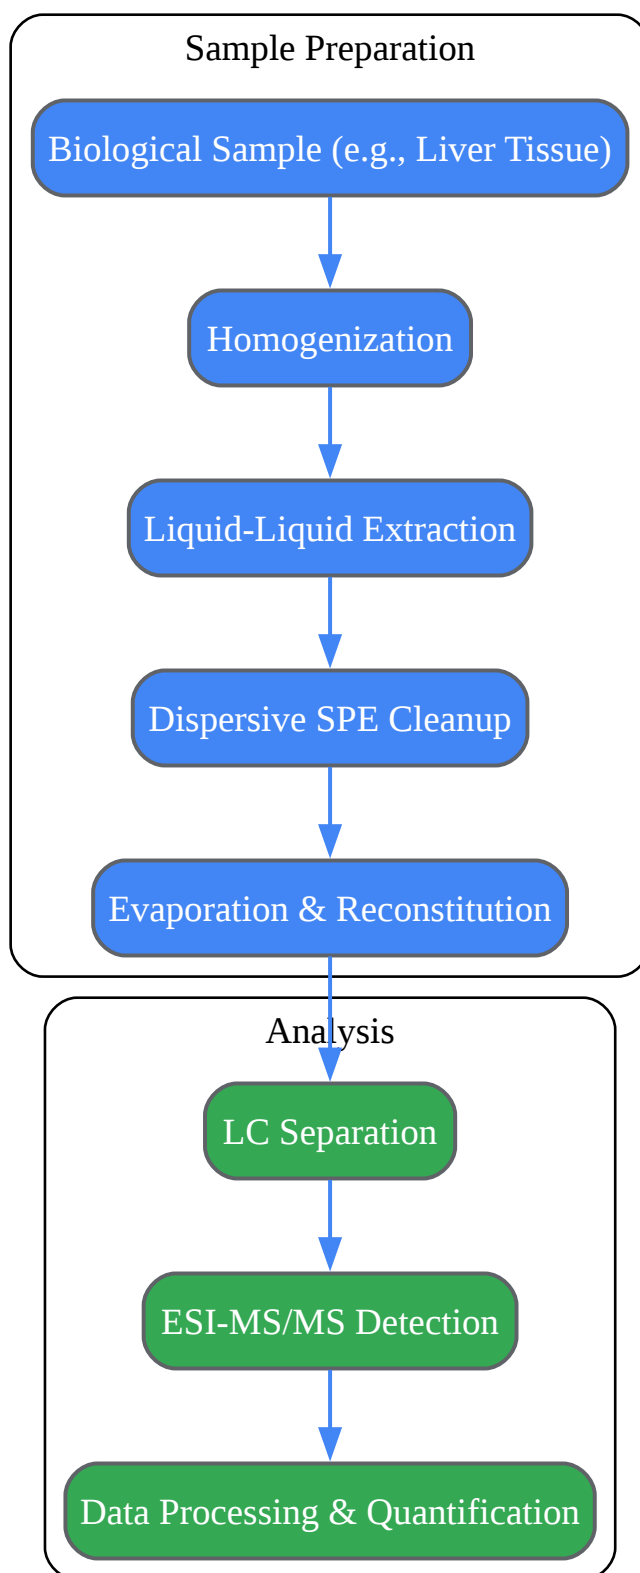 Sample Preparation
Biological Sample (e.g., Liver Tissue)
Homogenization
Liquid-Liquid Extraction
Dispersive SPE Cleanup
Evaporation & Reconstitution
Analysis
LC Separation
ESI-MS/MS Detection
Data Processing & Quantification